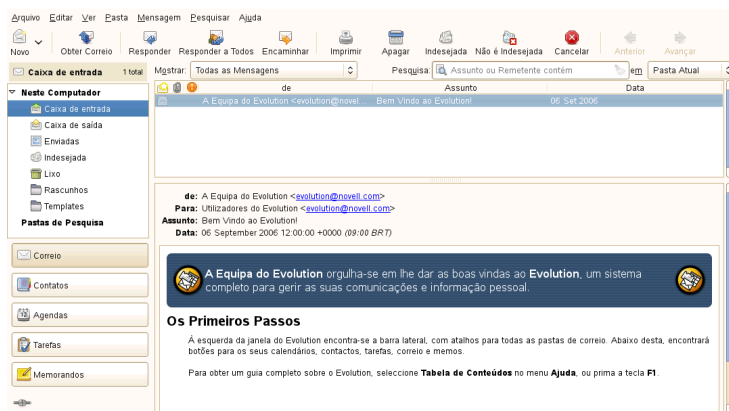 Arquivo Editar Ver Pasta Mensagem Pesquisar Ajuda
Novo Obter Correio Responder Responder a Todos Encaminhar Imprimir Apagar Indesejada Não é Indesejada Cancelar Anterior Avançar
Caixa de entrada 1 total
Mostrar: Todas as Mensagens Pesquisa: Assunto ou Remetente contém em Pasta Atual
Neste Computador
Caixa de entrada
Caixa de saída
Enviadas
Indesejada
Lixo
Rascunhos
Templates
Pastas de Pesquisa
Correio
Contatos
Agendas
Tarefas
Memorandos
de Assunto Data
A Equipa do Evolution <evolution@novel... Bem Vindo ao Evolution! 06 Set 2006
de: A Equipa do Evolution <evolution@novell.com>
Para: Utilizadores do Evolution <evolution@novell.com>
Assunto: Bem Vindo ao Evolution!
Data: 06 September 2006 12:00:00 +0000 (09:00 BRT)
A Equipa do Evolution orgulha-se em lhe dar as boas vindas ao Evolution, um sistema
completo para gerir as suas comunicações e informação pessoal.
Os Primeiros Passos
Á esquerda da janela do Evolution encontra-se a barra lateral, com atalhos para todas as pastas de correio. Abaixo desta, encontrará
botões para os seus calendários, contactos, tarefas, correio e memos.
Para obter um guia completo sobre o Evolution, seleccione Tabela de Conteúdos no menu Ajuda, ou prima a tecla F1.